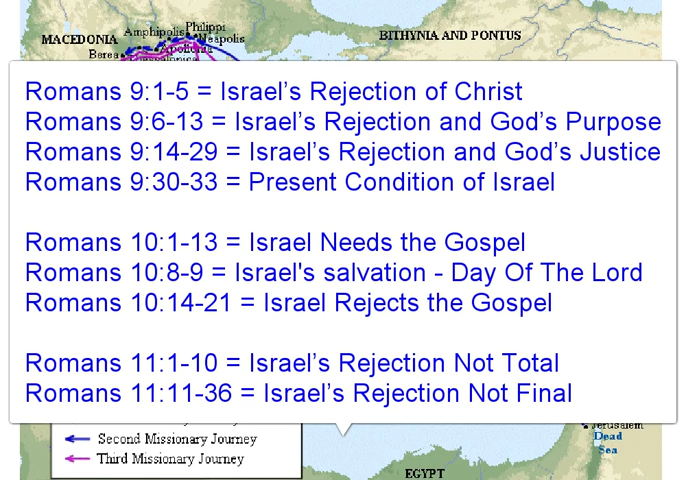 Philippi
Amphipolis
Neapolis
MACEDONIA
BITHYNIA AND PONTUS
Apollonia
Berea
Romans 9:1-5 = Israel’s Rejection of Christ
Romans 9:6-13 = Israel’s Rejection and God’s Purpose
Romans 9:14-29 = Israel’s Rejection and God’s Justice
Romans 9:30-33 = Present Condition of Israel
Romans 10:1-13 = Israel Needs the Gospel
Romans 10:8-9 = Israel's salvation - Day Of The Lord
Romans 10:14-21 = Israel Rejects the Gospel
Romans 11:1-10 = Israel’s Rejection Not Total
Romans 11:11-36 = Israel’s Rejection Not Final
Jerusalem
Second Missionary Journey
Dead
Sea
Third Missionary Journey
EGYPT